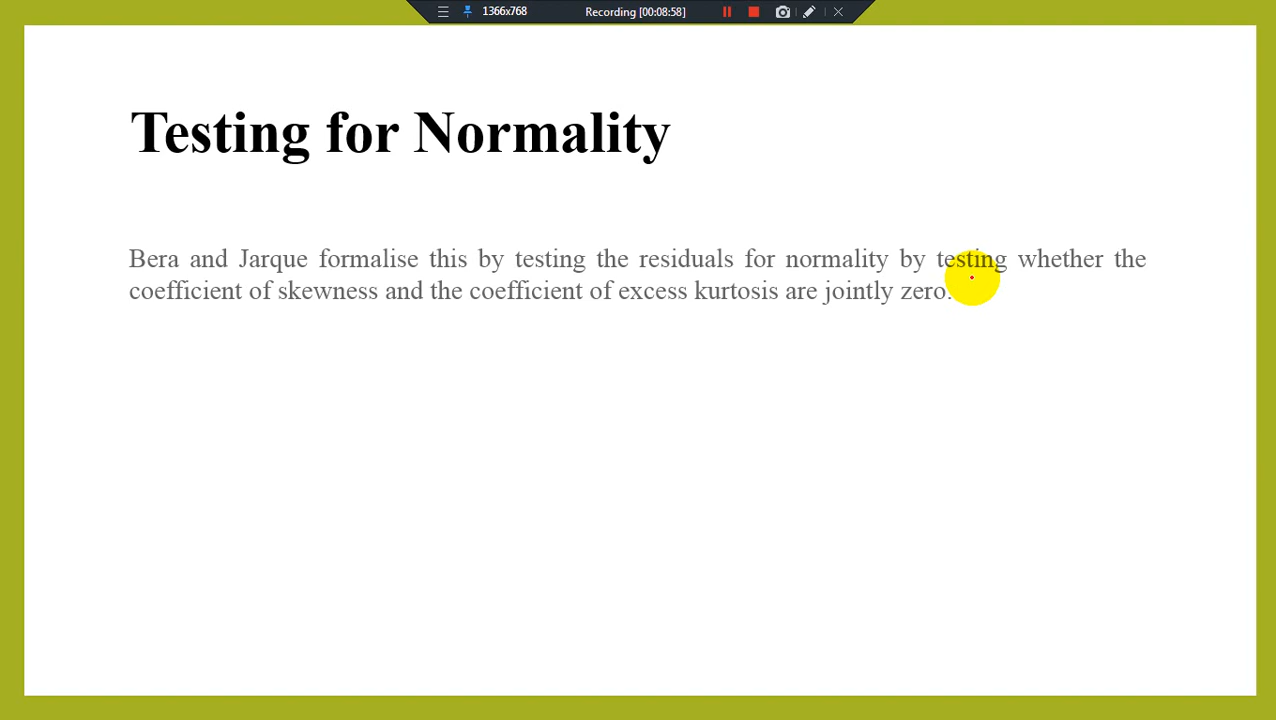 1366x768
Recording [00:08:58]
Testing for Normality
Bera and Jarque formalise this by testing the residuals for normality by testing whether the
coefficient of skewness and the coefficient of excess kurtosis are jointly zero.